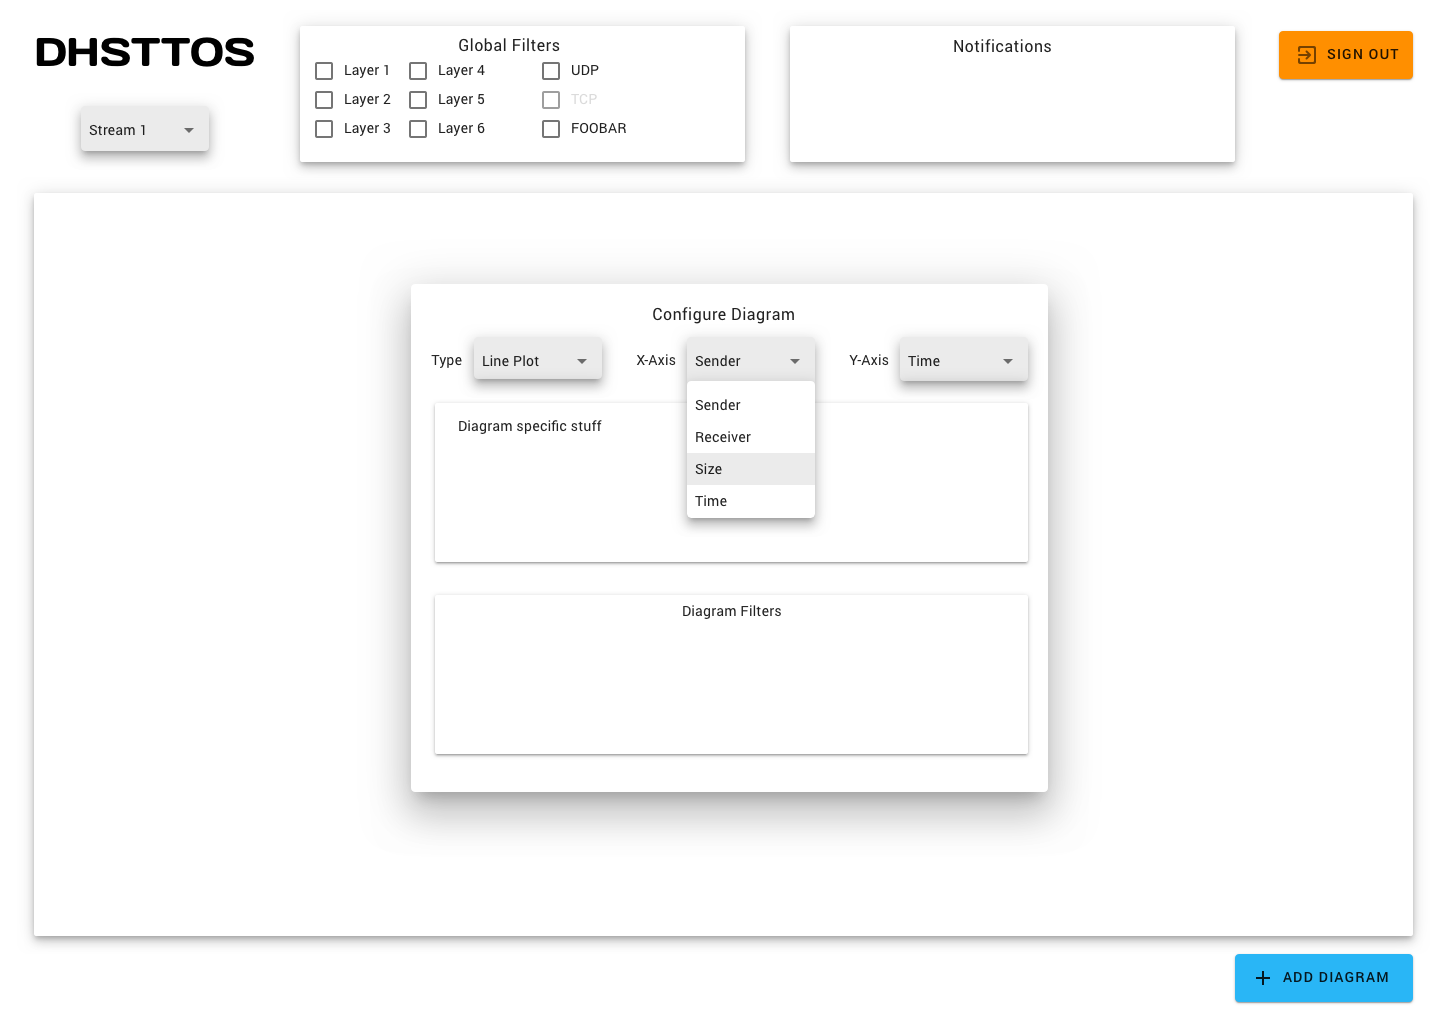 DHSTTOS
Stream 1
Global Filters
Layer 1 Layer 4 UDP
Layer 2 Layer 5 TCP
Layer 3 Layer 6 FOOBAR
Notifications
SIGN OUT
Configure Diagram
Type Line Plot X-Axis Sender Y-Axis Time
Sender
Receiver
Size
Time
Diagram specific stuff
Diagram Filters
ADD DIAGRAM